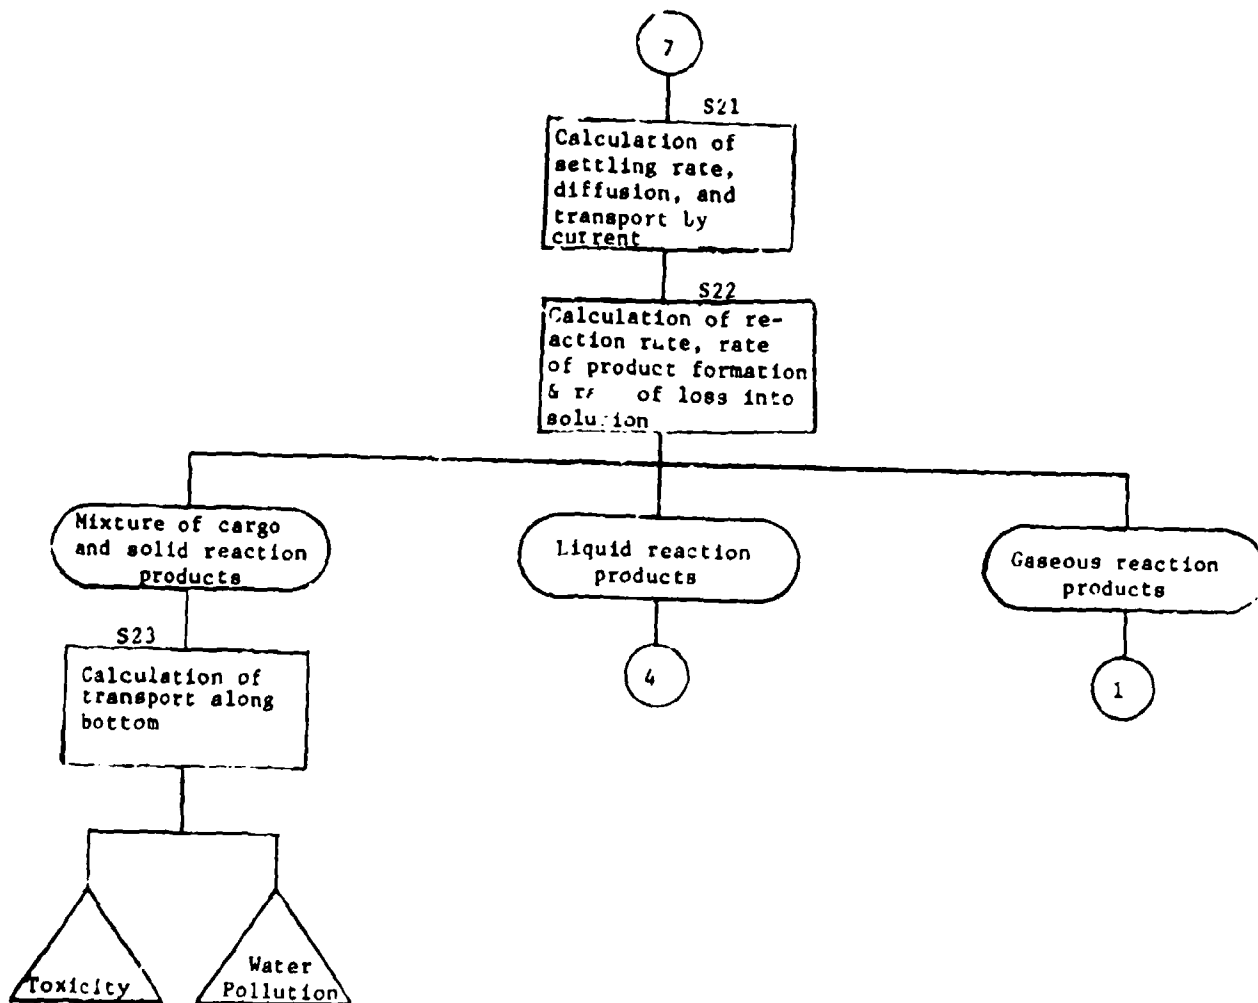 7
S21
Calculation of
settling rate,
diffusion, and
transport by
current
S22
Calculation of re-
action rate, rate
of product formation
& of loss into
solution
Mixture of cargo
and solid reaction
products
Liquid reaction
products
Gaseous reaction
products
S23
Calculation of
transport along
bottom
4
1
Toxicity
Water
Pollution